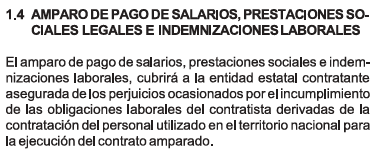 1.4 AMPARO DE PAGO DE SALARIOS, PRESTACIONES SO-
CIALES LEGALES E INDEMNIZACIONES LABORALES
El amparo de pago de salarios, prestaciones sociales e indem-
nizaciones laborales, cubrirá a la entidad estatal contratante
asegurada de los perjuicios ocasionados por el incumplimiento
de las obligaciones laborales del contratista derivadas de la
contratación del personal utilizado en el territorio nacional para
la ejecución del contrato amparado.